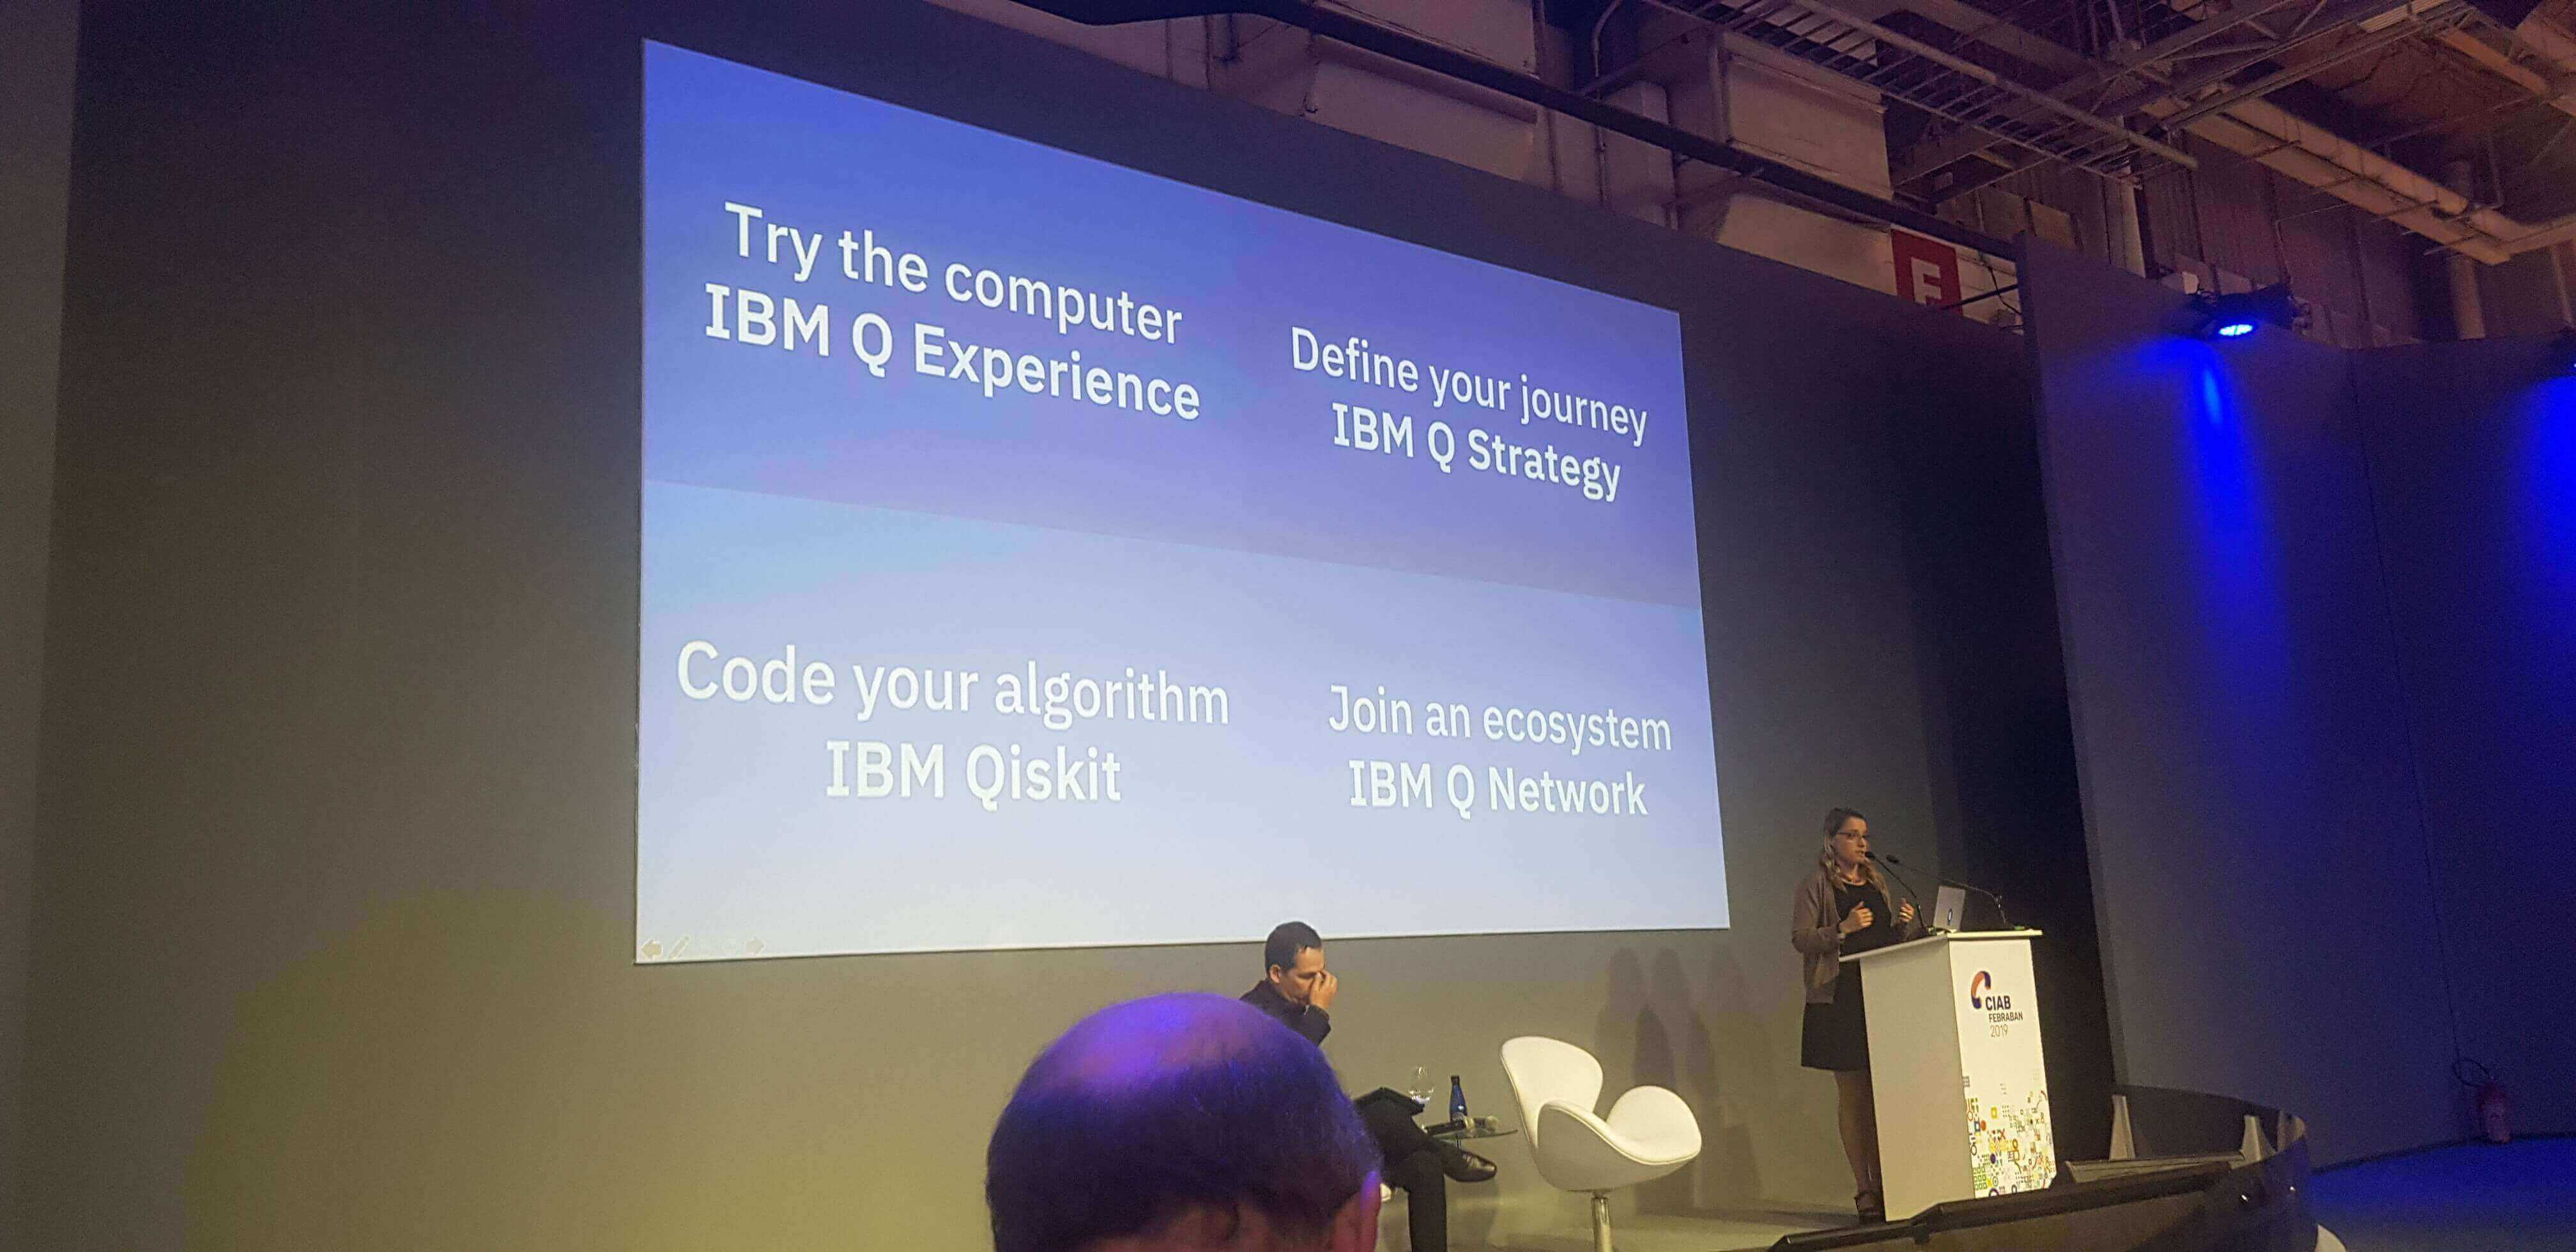 Try the computer
IBM Q Experience
Define your journey
IBM Q Strategy
Code your algorithm
IBM Qiskit
Join an ecosystem
IBM Q Network
E
CIAB
FEBRABAN
2019